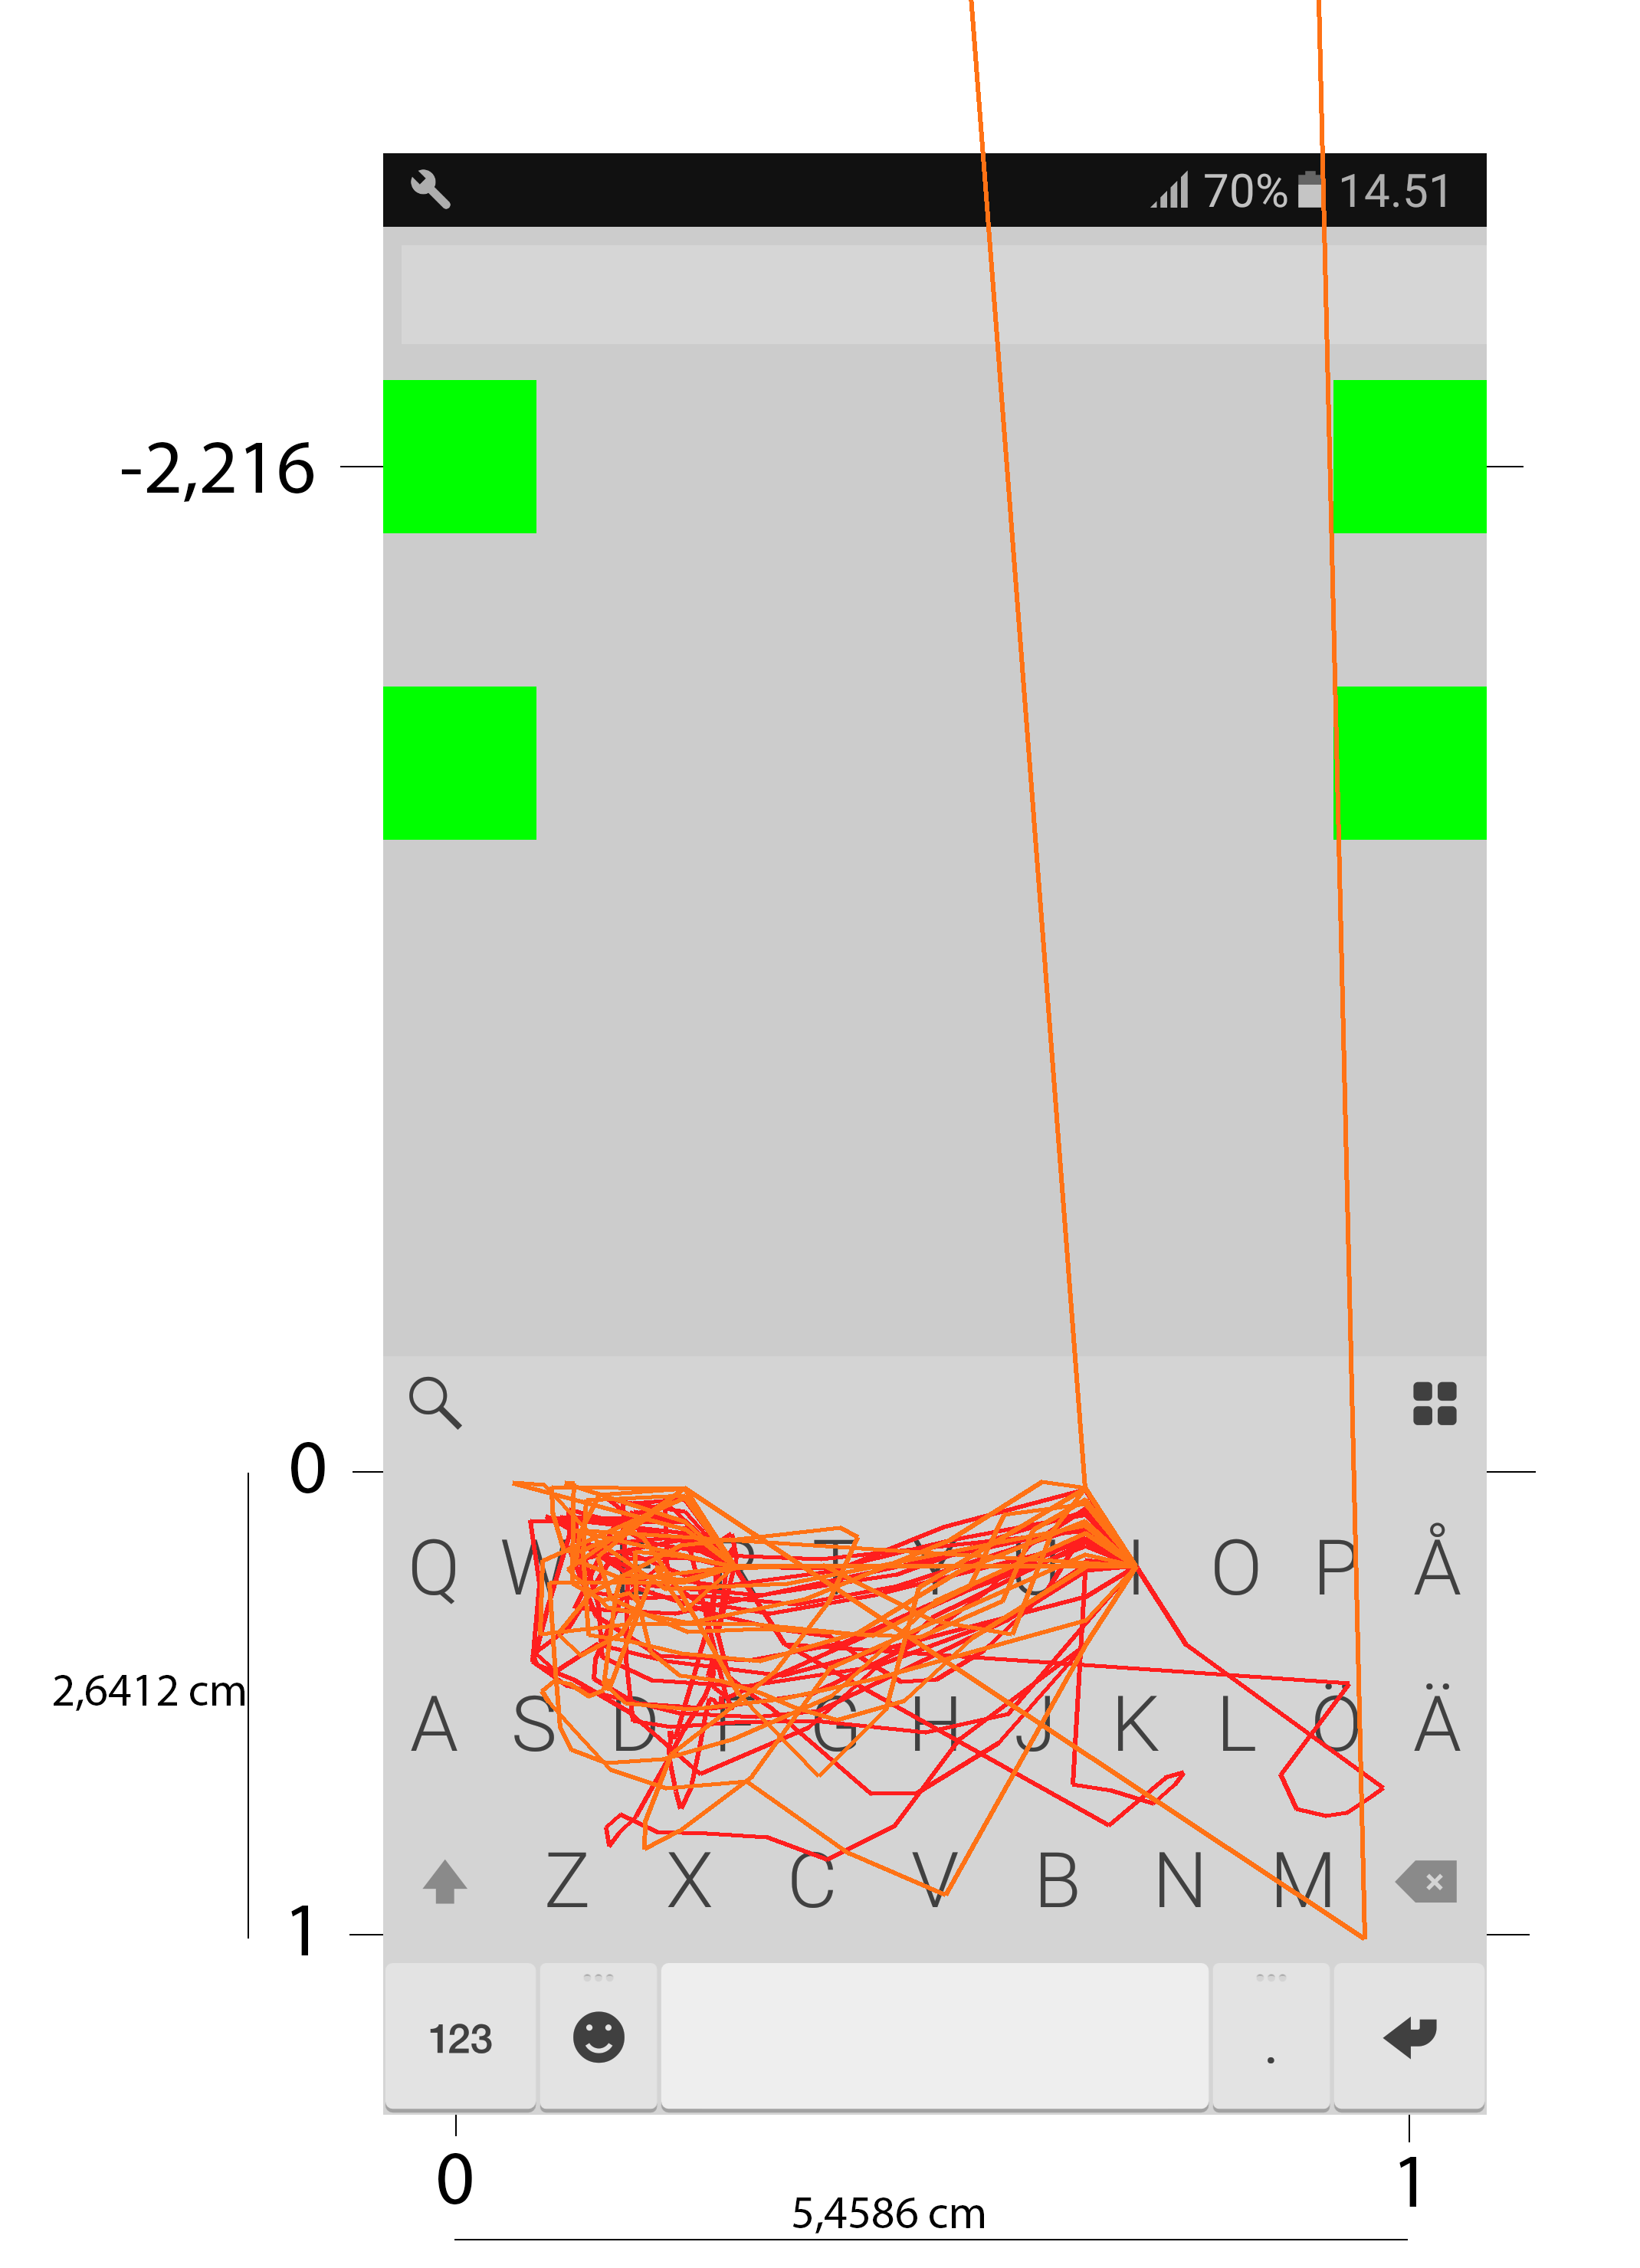 70% 14.51
-2,216
0
Q W E R T Y U I O P Å
2,6412 cm
A S D F G H J K L Ö Ä
Z X C V B N M
1
123 .
0 1
5,4586 cm